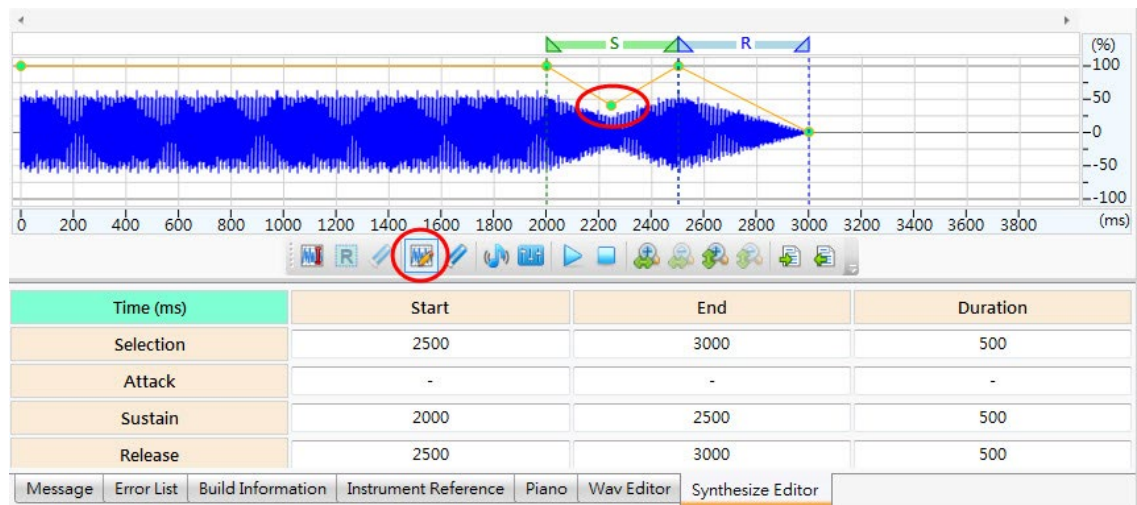 S R (%)
100
50
0
-50
-100
0 200 400 600 800 1000 1200 1400 1600 1800 2000 2200 2400 2600 2800 3000 3200 3400 3600 3800 (ms)
R
Time (ms) Start End Duration
Selection 2500 3000 500
Attack - - -
Sustain 2000 2500 500
Release 2500 3000 500
Message Error List Build Information Instrument Reference Piano Wav Editor Synthesize Editor